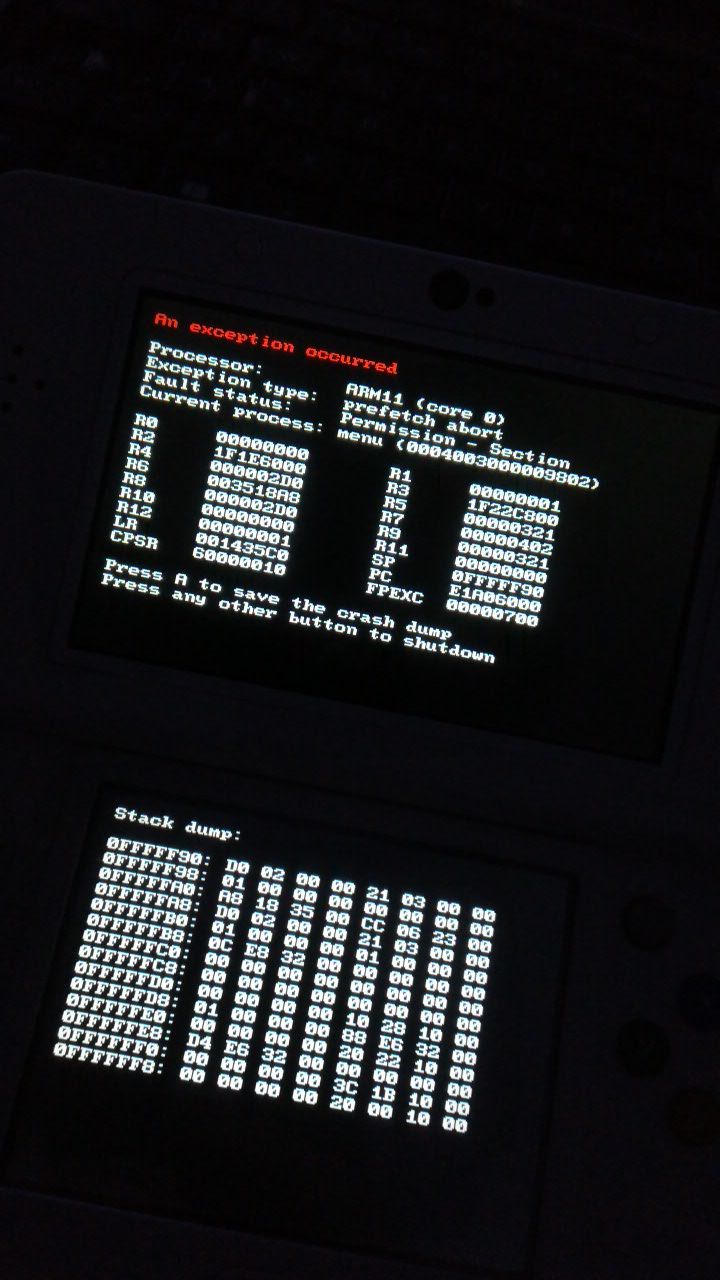 An exception occurred
Processor: ARM11 (core 0)
Exception type: prefetch abort
Fault status: Permission - Section
Current process: menu (0004003000009802)
R0 00000000 R1 00000001
R2 1F1E6000 R3 1F22C800
R4 000002D0 R5 00000321
R6 003518A8 R7 00000402
R8 000002D0 R9 00000321
R10 00000000 R11 00000000
R12 00000001 SP 0FFFFF90
LR 001435C0 PC E1A06000
CPSR 60000010 FPEXC 00000700
Press A to save the crash dump
Press any other button to shutdown
Stack dump:
0FFFFF90: D0 02 00 00 21 03 00 00
0FFFFF98: 01 00 00 00 00 00 00 00
0FFFFFA0: A8 18 35 00 CC 06 23 00
0FFFFFA8: D0 02 00 00 21 03 00 00
0FFFFFB0: 01 00 00 00 01 00 00 00
0FFFFFB8: 0C E8 32 00 00 00 00 00
0FFFFFC0: 00 00 00 00 00 00 00 00
0FFFFFC8: 00 00 00 00 00 00 00 00
0FFFFFD0: 00 00 00 00 10 28 10 00
0FFFFFD8: 01 00 00 00 88 E6 32 00
0FFFFFE0: 00 00 00 00 20 22 10 00
0FFFFFE8: D4 E6 32 00 00 00 00 00
0FFFFFF0: 00 00 00 00 3C 1B 10 00
0FFFFFF8: 00 00 00 00 20 00 10 00